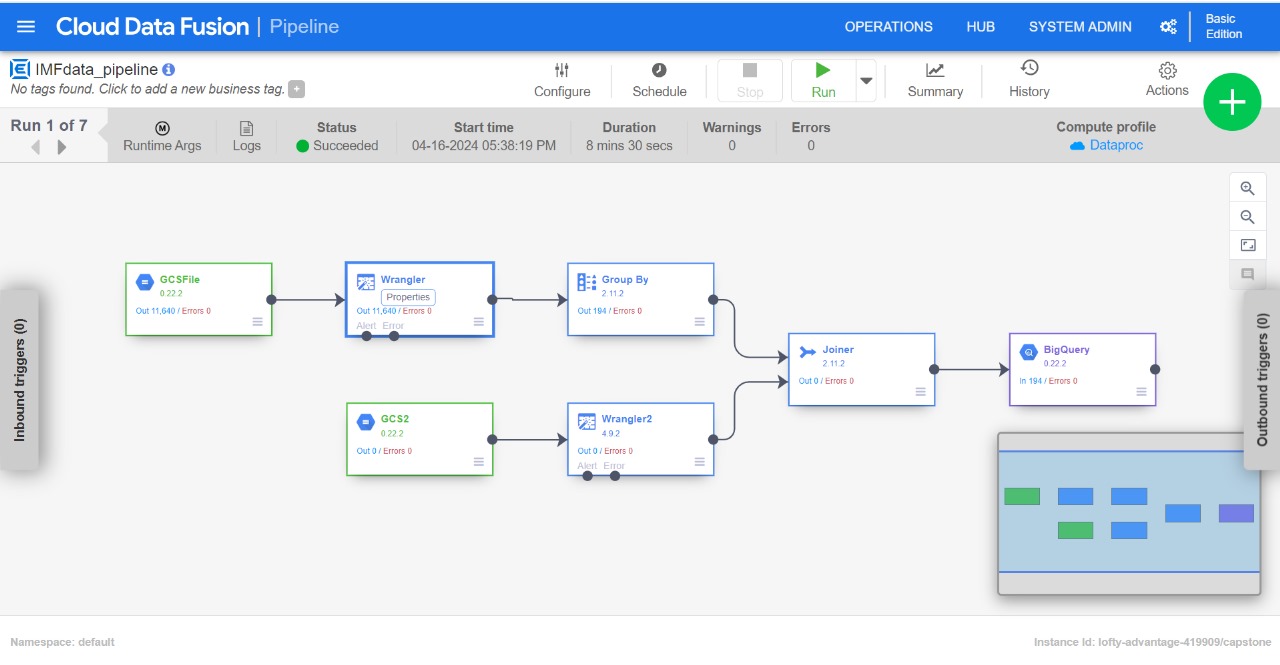 Cloud Data Fusion | Pipeline
OPERATIONS
HUB
SYSTEM ADMIN
Basic
Edition
IMFdata_pipeline
No tags found. Click to add a new business tag.
Configure
Schedule
Stop
Run
Summary
History
Actions
Run 1 of 7
Runtime Args
Logs
Status
Succeeded
Start time
04-16-2024 05:38:19 PM
Duration
8 mins 30 secs
Warnings
0
Errors
0
Compute profile
Dataproc
Inbound triggers (0)
GCSFile
0.22.2
Out 11,640 / Errors 0
Wrangler
Properties
Out 11,640 / Errors 0
Alert Error
Group By
2.11.2
Out 194 / Errors 0
GCS2
0.22.2
Out 0 / Errors 0
Wrangler2
4.9.2
Out 0 / Errors 0
Alert Error
Joiner
2.11.2
Out 0 / Errors 0
BigQuery
0.22.2
In 194 / Errors 0
Outbound triggers (0)
Namespace: default
Instance Id: lofty-advantage-419909/capstone